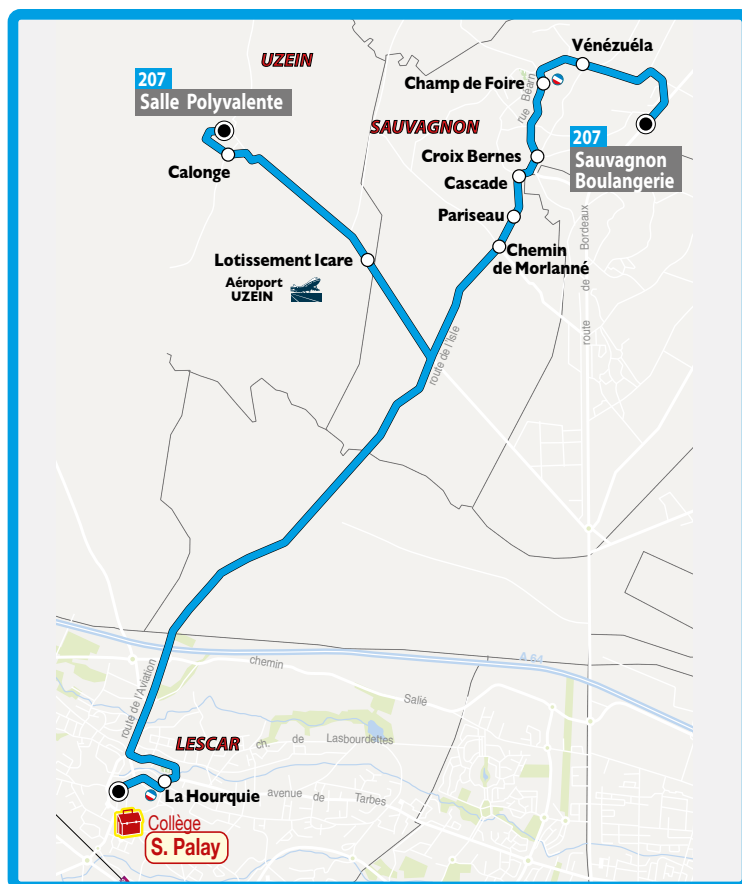 UZEIN
Vénézuéla
207
Salle Polyvalente
Champ de Foire
rue Béarn
SAUVAGNON
207
Sauvagnon
Boulangerie
Croix Bernes
Calonge
Cascade
Pariseau
route de Bordeaux
Lotissement Icare
Chemin
de Morlanné
Aéroport
UZEIN
route de l'Isle
A 64
chemin Salié
route de l'Aviation
LESCAR
ch. de Lasbourdettes
La Hourquie
avenue de Tarbes
Collège
S. Palay